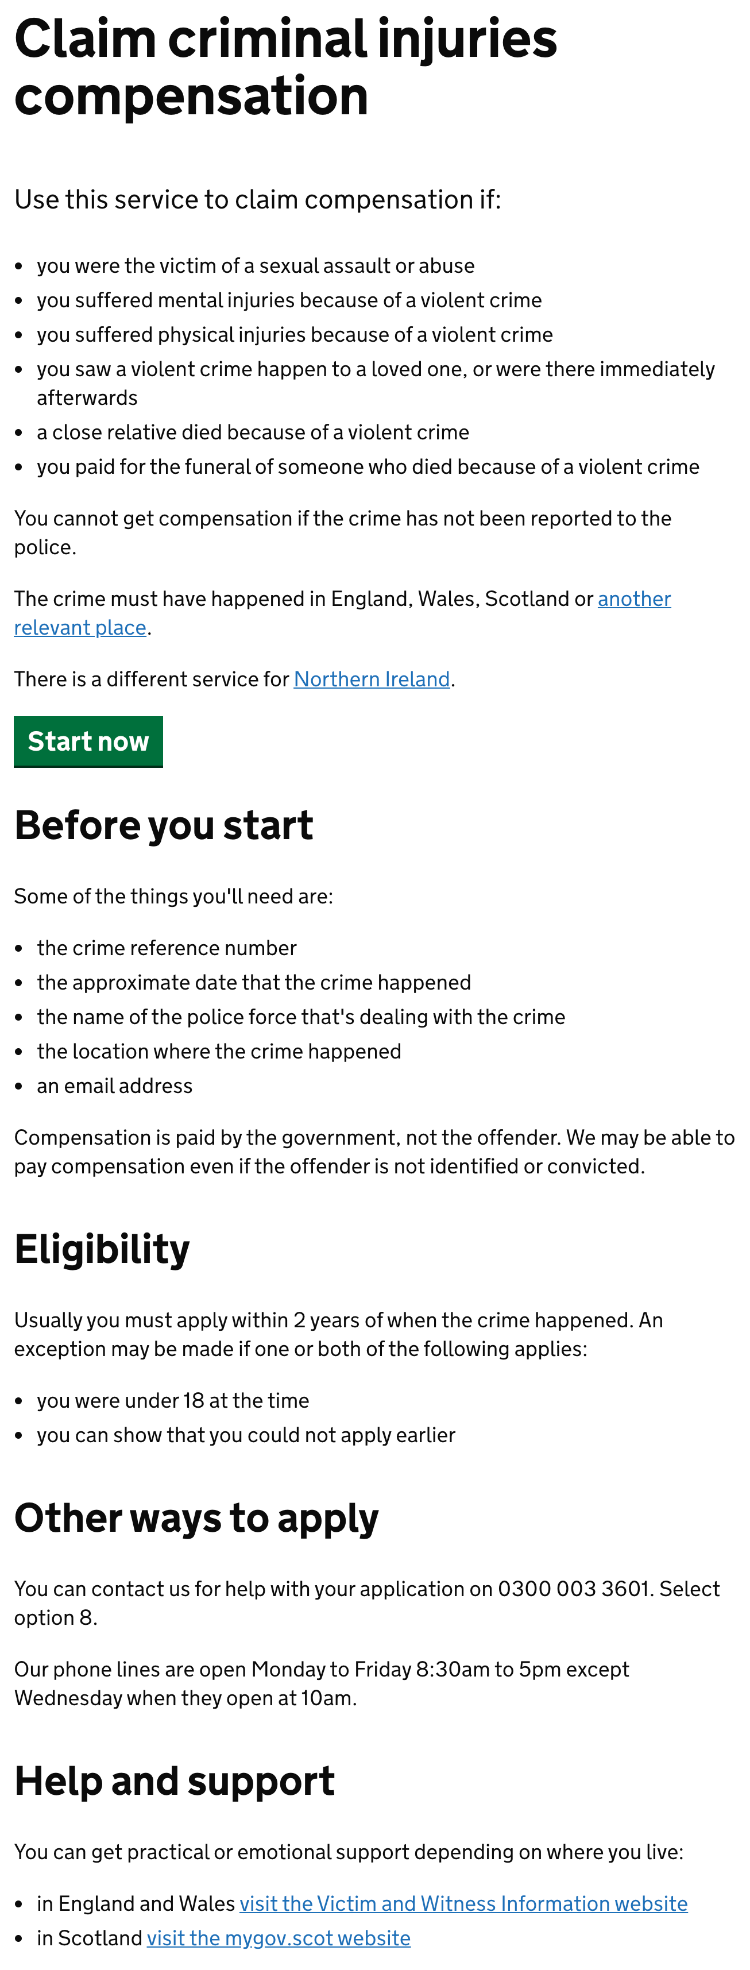 Claim criminal injuries
compensation
Use this service to claim compensation if:
• you were the victim of a sexual assault or abuse
• you suffered mental injuries because of a violent crime
• you suffered physical injuries because of a violent crime
• you saw a violent crime happen to a loved one, or were there immediately
afterwards
• a close relative died because of a violent crime
• you paid for the funeral of someone who died because of a violent crime
You cannot get compensation if the crime has not been reported to the
police.
The crime must have happened in England, Wales, Scotland or another
relevant place.
There is a different service for Northern Ireland.
Start now
Before you start
Some of the things you'll need are:
• the crime reference number
• the approximate date that the crime happened
• the name of the police force that's dealing with the crime
• the location where the crime happened
• an email address
Compensation is paid by the government, not the offender. We may be able to
pay compensation even if the offender is not identified or convicted.
Eligibility
Usually you must apply within 2 years of when the crime happened. An
exception may be made if one or both of the following applies:
• you were under 18 at the time
• you can show that you could not apply earlier
Other ways to apply
You can contact us for help with your application on 0300 003 3601. Select
option 8.
Our phone lines are open Monday to Friday 8:30am to 5pm except
Wednesday when they open at 10am.
Help and support
You can get practical or emotional support depending on where you live:
• in England and Wales visit the Victim and Witness Information website
• in Scotland visit the mygov.scot website